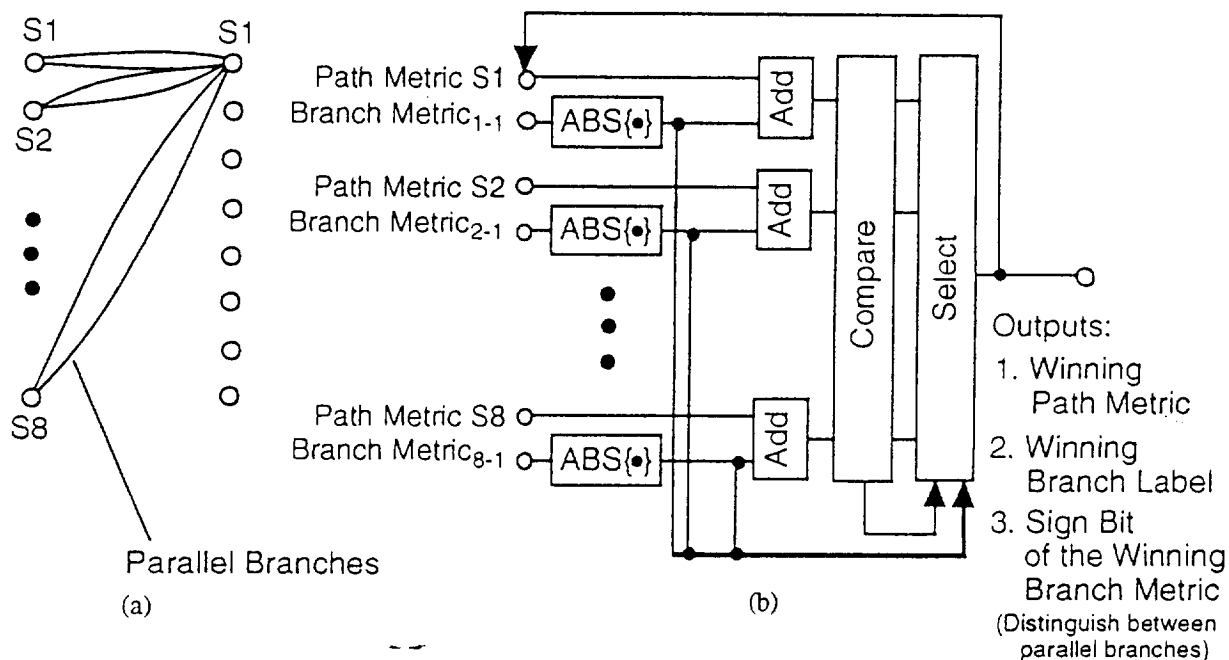 S1
S1
S2
S8
Parallel Branches
(a)
Path Metric S1
Branch Metric1-1
ABS{•}
Add
Path Metric S2
Branch Metric2-1
ABS{•}
Add
Path Metric S8
Branch Metric8-1
ABS{•}
Add
Compare
Select
(b)
Outputs:
1. Winning
Path Metric
2. Winning
Branch Label
3. Sign Bit
of the Winning
Branch Metric
(Distinguish between
parallel branches)